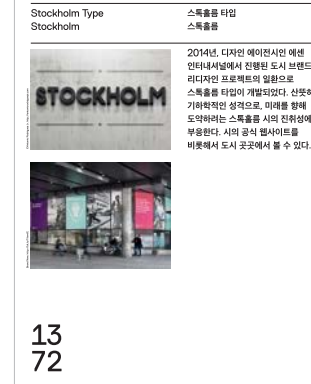 Stockholm Type
Stockholm
스톡홀름 타입
스톡홀름
2014년, 디자인 에이전시인 에센
인터내셔널에서 진행된 도시 브랜드
리디자인 프로젝트의 일환으로
스톡홀름 타입이 개발되었다. 산뜻하
기하학적인 성격으로, 미래를 향해
도약하려는 스톡홀름 시의 진취성에
부응한다. 시의 공식 웹사이트를
비롯해서 도시 곳곳에서 볼 수 있다.
STOCKHOLM
13
72